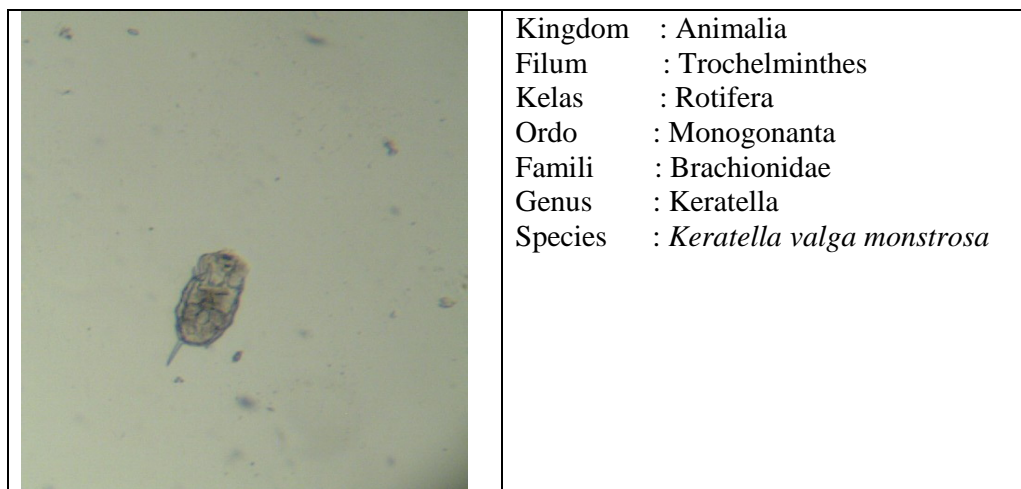 Kingdom : Animalia
Filum : Trochelminthes
Kelas : Rotifera
Ordo : Monogonanta
Famili : Brachionidae
Genus : Keratella
Species : Keratella valga monstrosa